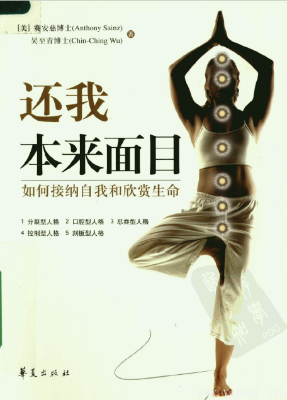 [美] 赛安慈博士(Anthony Sainz)
吴至青博士(Chin-Ching Wu) 著
还我
本来面目
如何接纳自我和欣赏生命
1 分裂型人格 2 口腔型人格 3 忍吞型人格
4 控制型人格 5 刻板型人格
华夏出版社